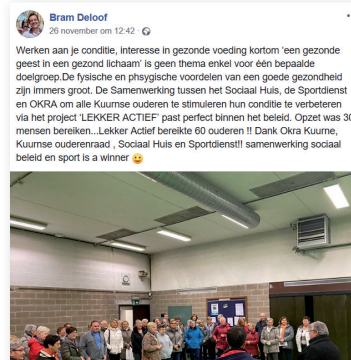 Bram Deloof
26 november om 12:42 ·
Werken aan je conditie, interesse in gezonde voeding kortom 'een gezonde
geest in een gezond lichaam' is geen thema enkel voor één bepaalde
doelgroep.De fysische en phsygische voordelen van een goede gezondheid
zijn immers groot. De Samenwerking tussen het Sociaal Huis, de Sportdienst
en OKRA om alle Kuurnse ouderen te stimuleren hun conditie te verbeteren
via het project 'LEKKER ACTIEF' past perfect binnen het beleid. Opzet was 30
mensen bereiken...Lekker Actief bereikte 60 ouderen !! Dank Okra Kuurne,
Kuurnse ouderenraad , Sociaal Huis en Sportdienst!! samenwerking sociaal
beleid en sport is a winner